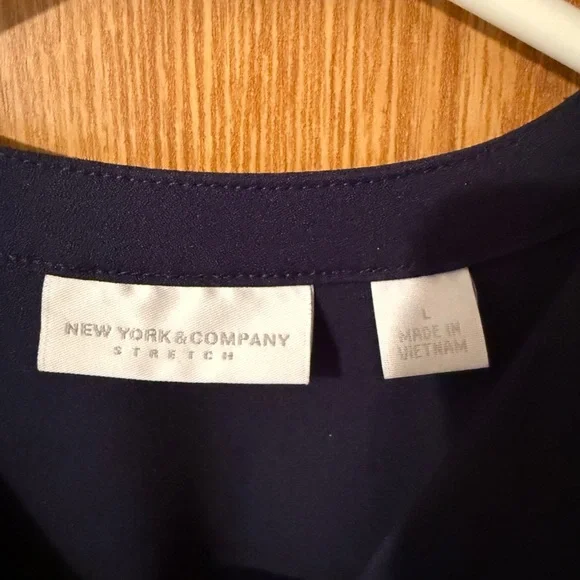 NEW YORK & COMPANY
STRETCH
L
MADE IN
VIETNAM